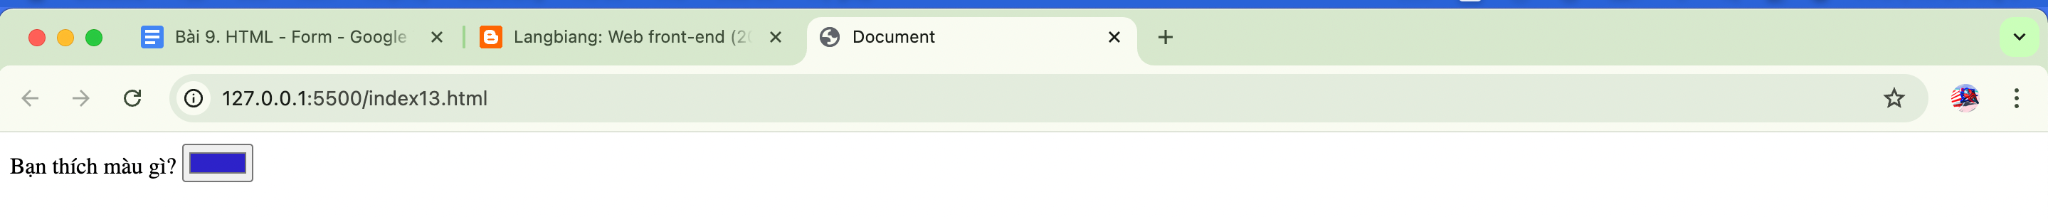 Bài 9. HTML - Form - Google
Langbiang: Web front-end (20
Document
127.0.0.1:5500/index13.html
Bạn thích màu gì?